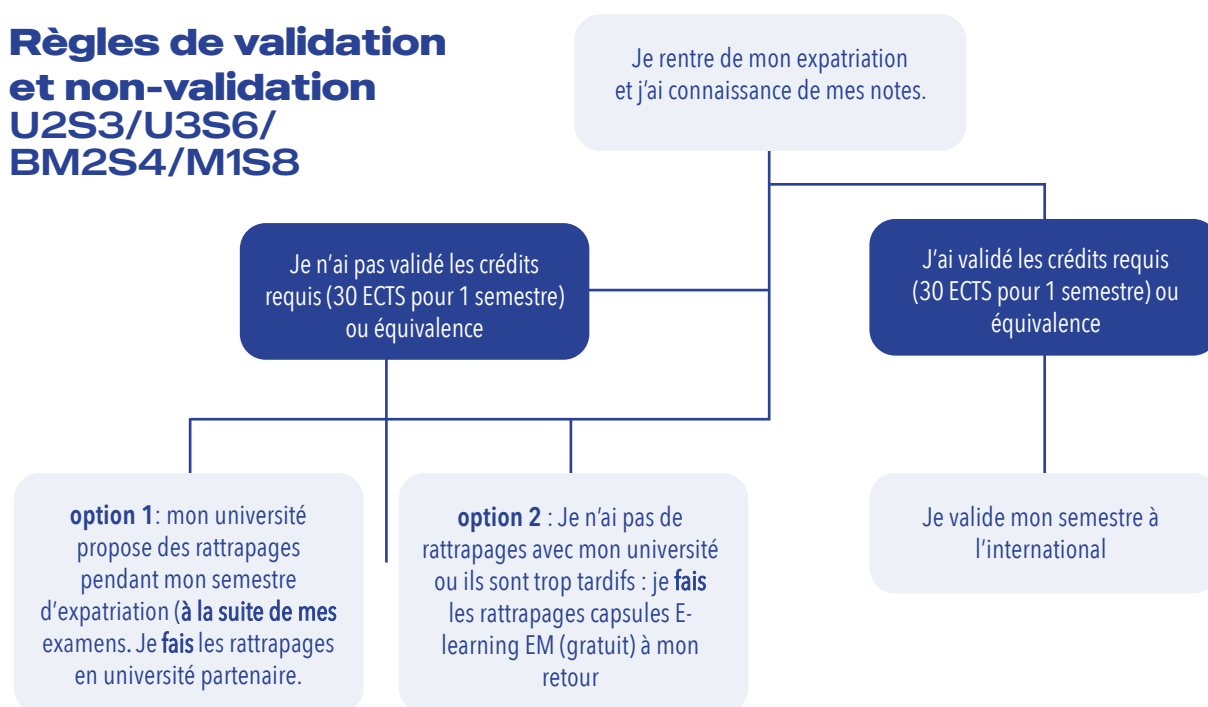 Règles de validation
et non-validation
U2S3/U3S6/
BM2S4/M1S8
Je rentre de mon expatriation
et j'ai connaissance de mes notes.
Je n'ai pas validé les crédits
requis (30 ECTS pour 1 semestre)
ou équivalence
J'ai validé les crédits requis
(30 ECTS pour 1 semestre) ou
équivalence
option 1: mon université
propose des rattrapages
pendant mon semestre
d'expatriation (à la suite de mes
examens. Je fais les rattrapages
en université partenaire.
option 2 : Je n'ai pas de
rattrapages avec mon université
ou ils sont trop tardifs : je fais
les rattrapages capsules E-
learning EM (gratuit) à mon
retour
Je valide mon semestre à
l'international